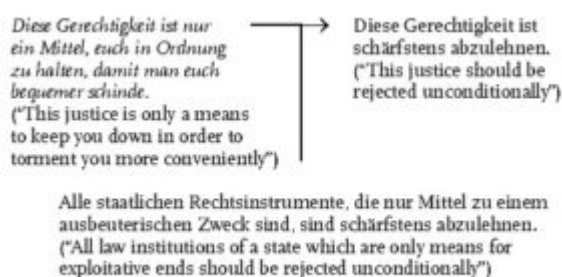 Diese Gerechtigkeit ist nur
ein Mittel, euch in Ordnung
zu halten, damit man euch
bequemer schinde.
("This justice is only a means
to keep you down in order to
torment you more conveniently")
Diese Gerechtigkeit ist
schärfstens abzulehnen.
("This justice should be
rejected unconditionally")
Alle staatlichen Rechtsinstrumente, die nur Mittel zu einem
ausbeuterischen Zweck sind, sind schärfstens abzulehnen.
("All law institutions of a state which are only means for
exploitative ends should be rejected unconditionally")